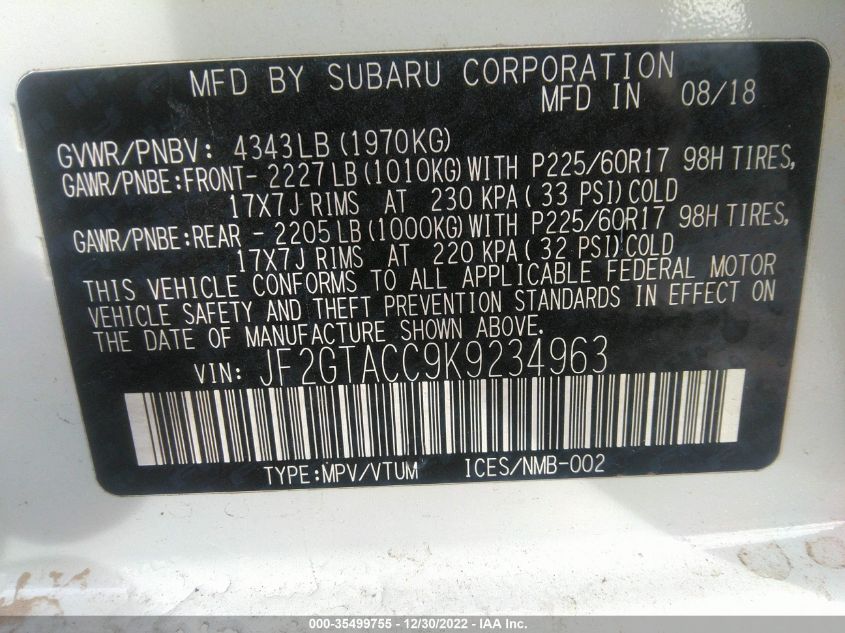 MFD BY SUBARU CORPORATION
MFD IN 08/18
GVWR/PNBV: 4343LB (1970KG)
GAWR/PNBE:FRONT- 2227LB (1010KG) WITH P225/60R17 98H TIRES,
17X7J RIMS AT 230 KPA ( 33 PSI) COLD
GAWR/PNBE:REAR - 2205LB (1000KG) WITH P225/60R17 98H TIRES,
17X7J RIMS AT 220 KPA ( 32 PSI) COLD
THIS VEHICLE CONFORMS TO ALL APPLICABLE FEDERAL MOTOR
VEHICLE SAFETY AND THEFT PREVENTION STANDARDS IN EFFECT ON
THE DATE OF MANUFACTURE SHOWN ABOVE.
VIN: JF2GTACC9K9234963
TYPE:MPV/VTUM ICES/NMB-002
000-35499755 - 12/30/2022 - IAA Inc.